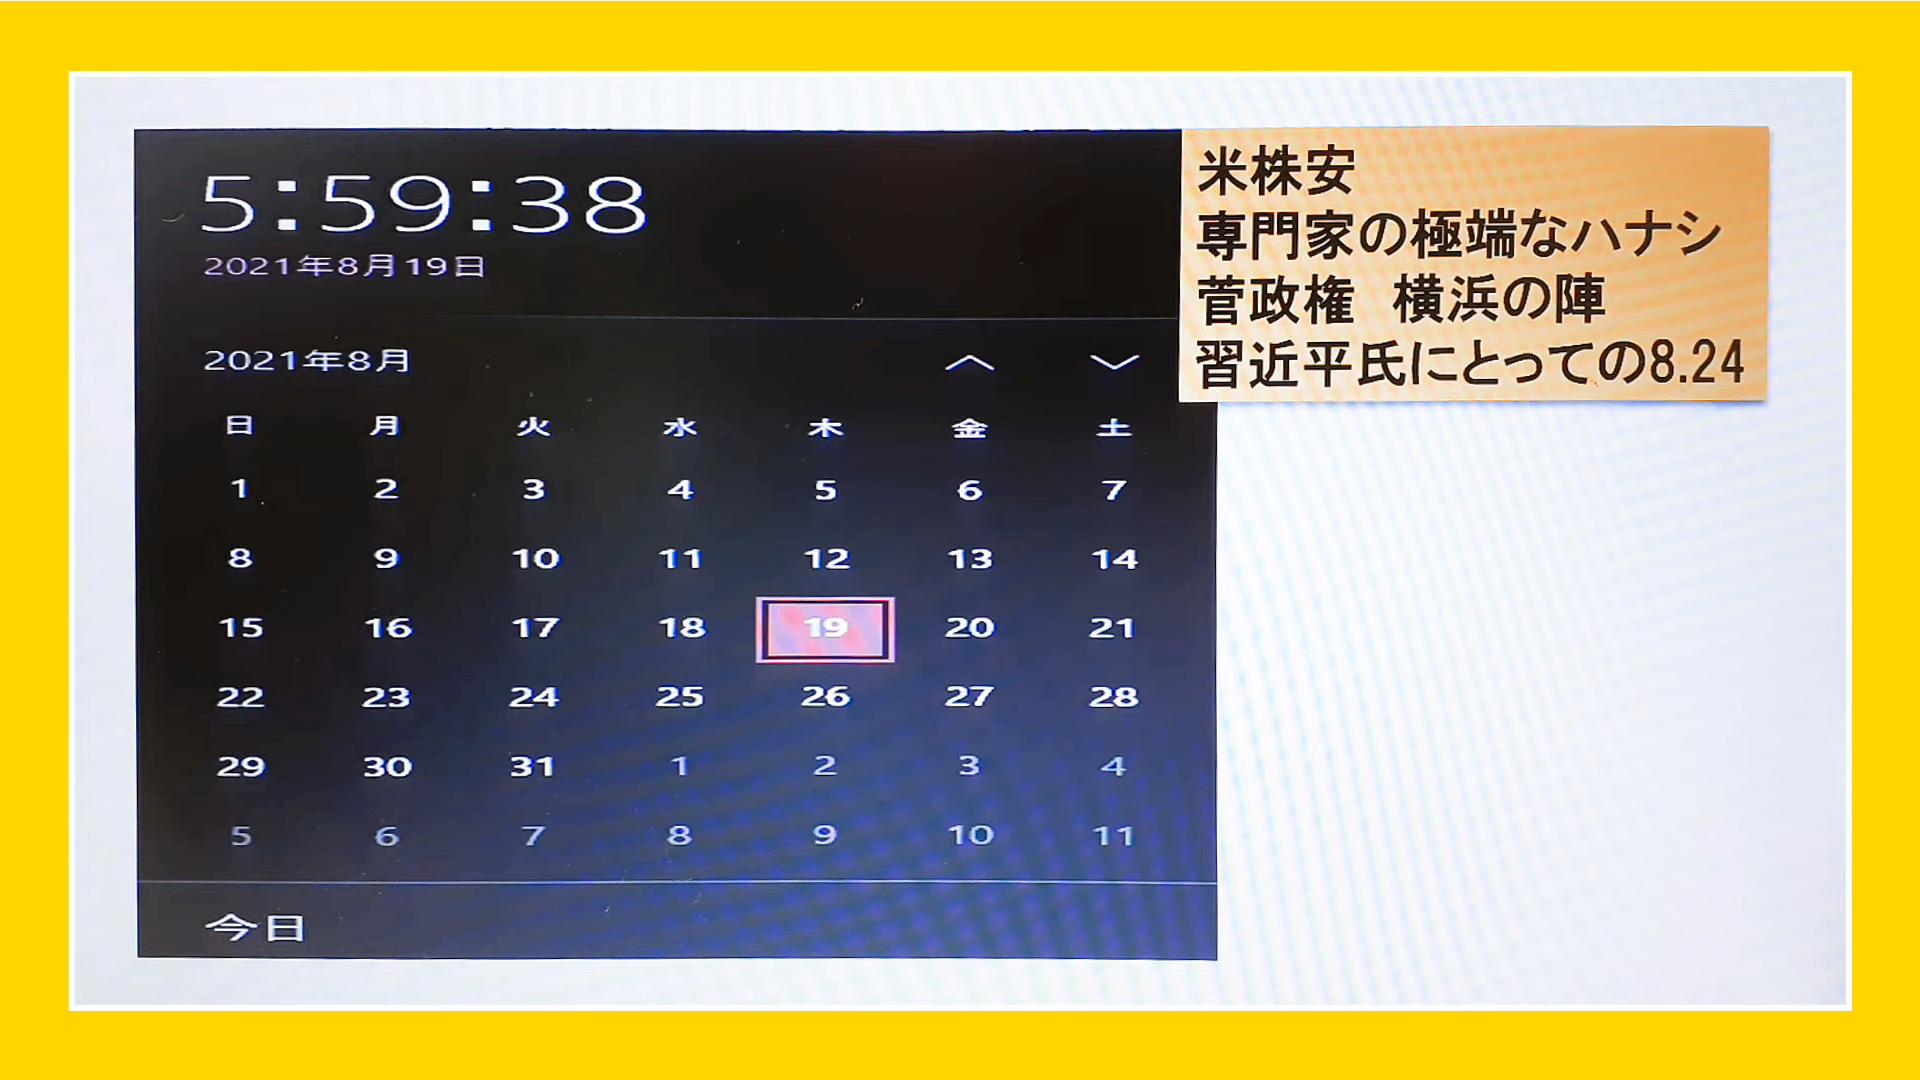 5:59:38
2021年8月19日
2021年8月
日 月 火 水 木 金 土
1 2 3 4 5 6 7
8 9 10 11 12 13 14
15 16 17 18 19 20 21
22 23 24 25 26 27 28
29 30 31 1 2 3 4
5 6 7 8 9 10 11
今日
米株安
専門家の極端なハナシ
菅政権　横浜の陣
習近平氏にとっての8.24